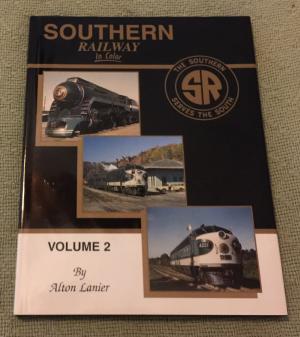 SOUTHERN
RAILWAY
In Color
THE SOUTHERN
SR
SERVES THE SOUTH
VOLUME 2
By
Alton Lanier